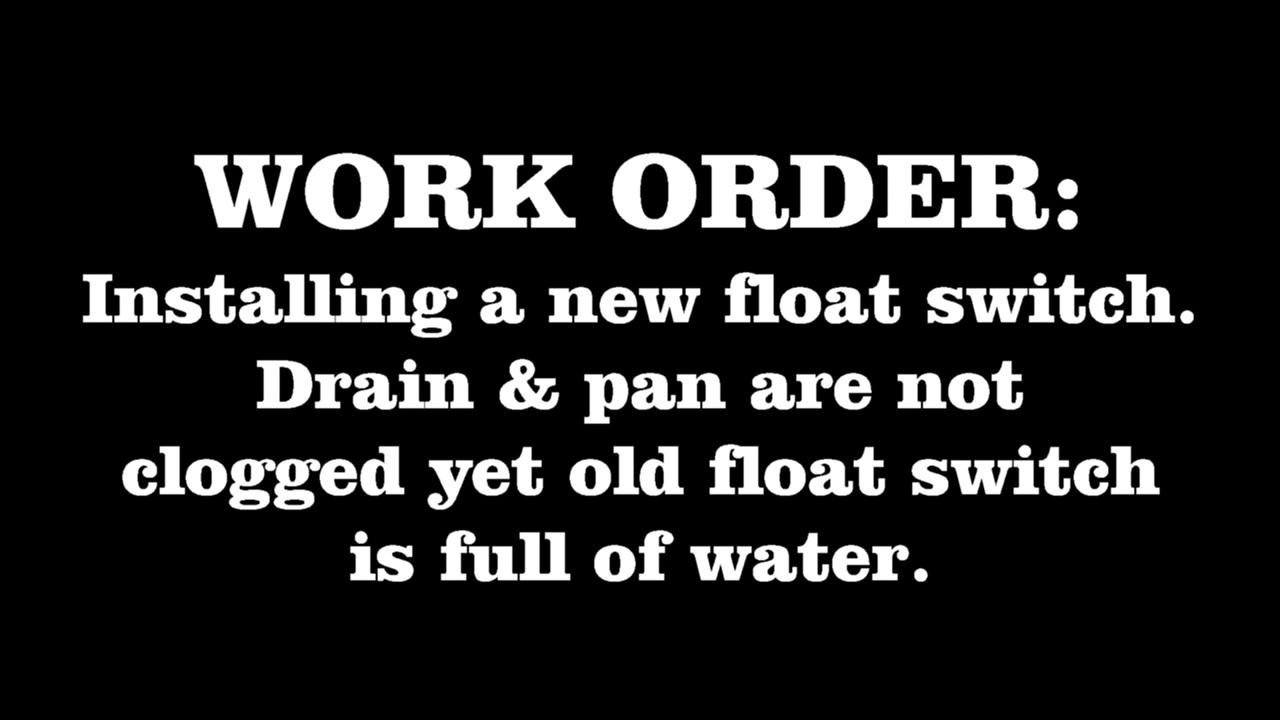 WORK ORDER:
Installing a new float switch.
Drain & pan are not
clogged yet old float switch
is full of water.